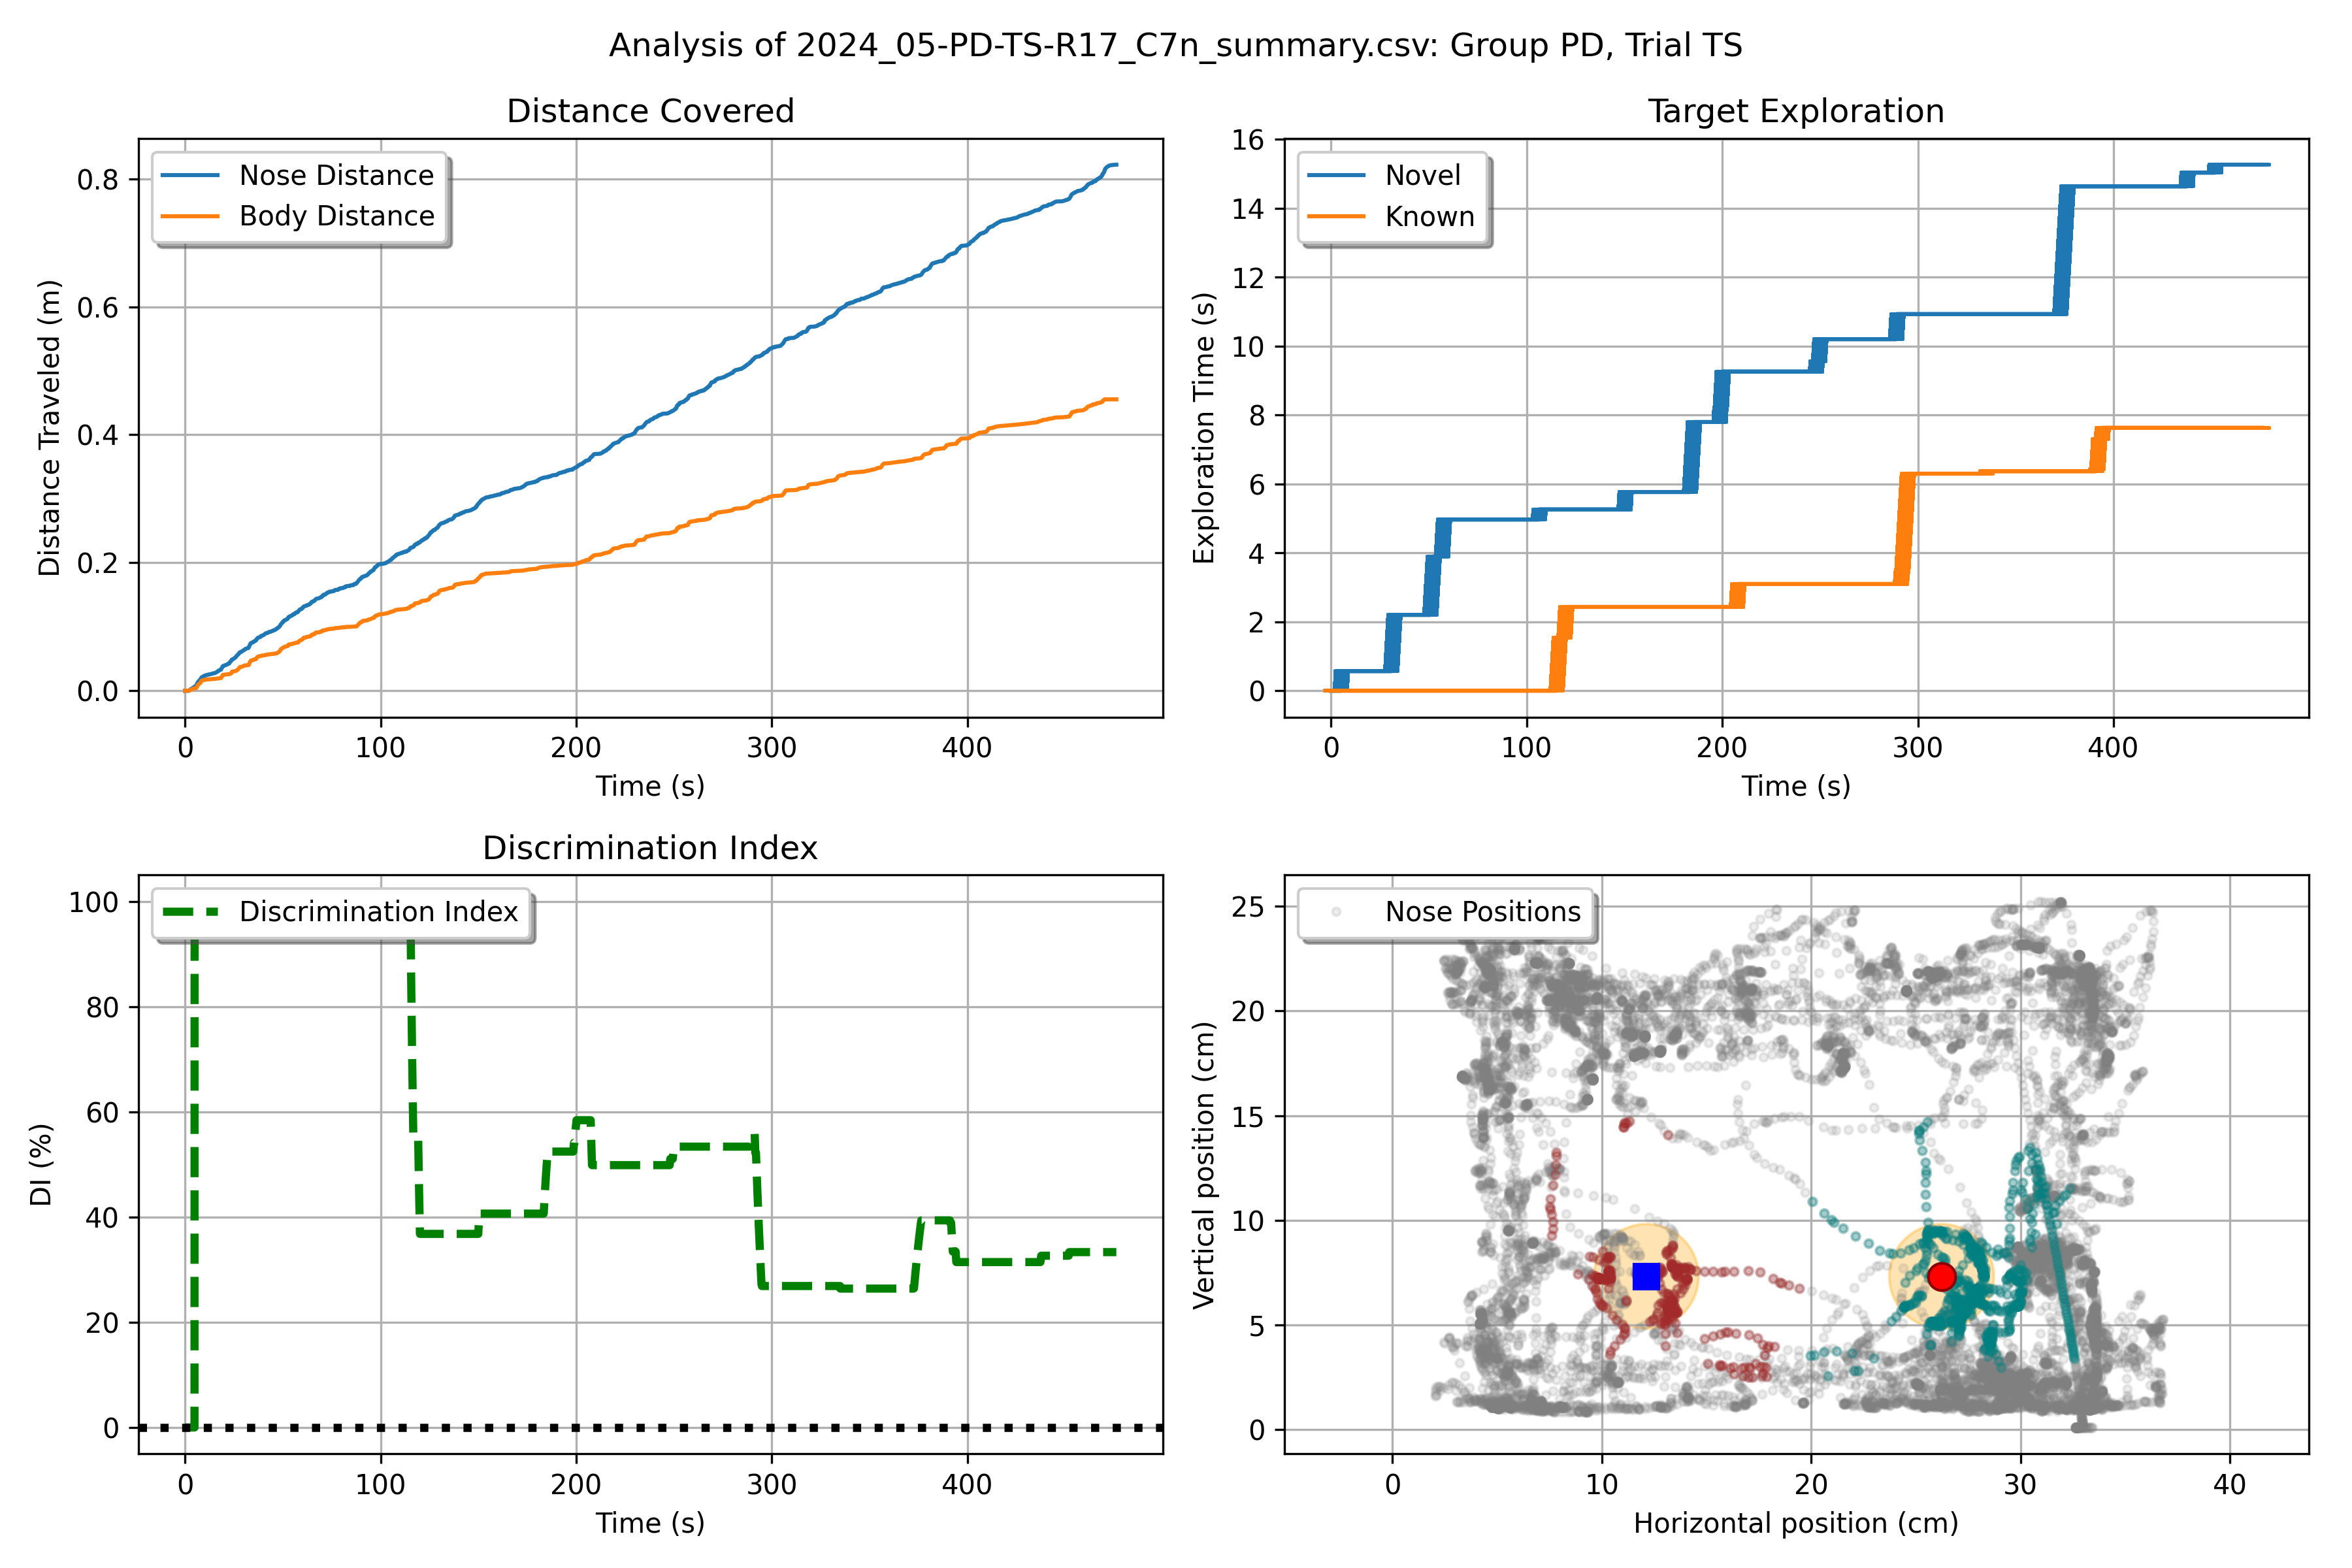 Analysis of 2024_05-PD-TS-R17_C7n_summary.csv: Group PD, Trial TS
Distance Covered
Nose Distance
Body Distance
Distance Traveled (m)
0.8
0.6
0.4
0.2
0.0
0 100 200 300 400
Time (s)
Target Exploration
Novel
Known
Exploration Time (s)
16
14
12
10
8
6
4
2
0
0 100 200 300 400
Time (s)
Discrimination Index
Discrimination Index
DI (%)
100
80
60
40
20
0
0 100 200 300 400
Time (s)
Nose Positions
Vertical position (cm)
25
20
15
10
5
0
0 10 20 30 40
Horizontal position (cm)